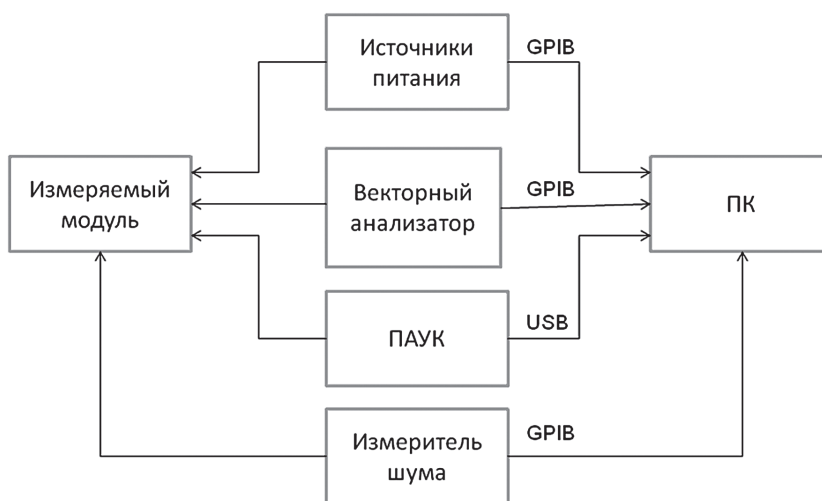 Источники
питания
GPIB
Измеряемый
модуль
Векторный
анализатор
GPIB
ПК
ПАУК
USB
Измеритель
шума
GPIB